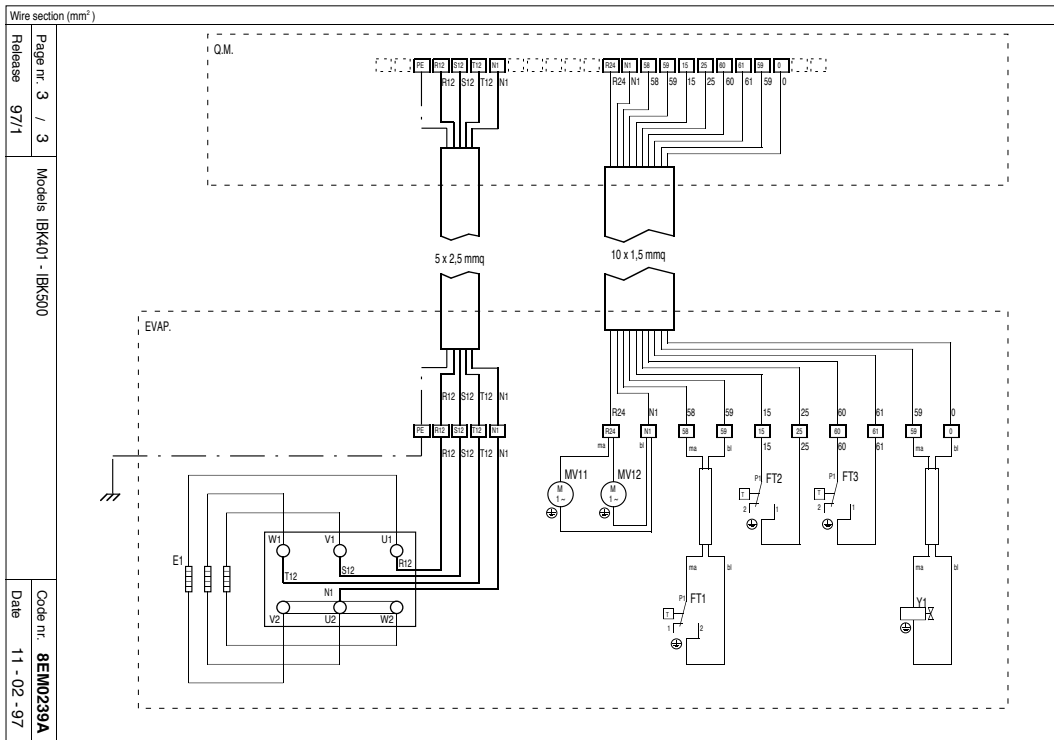 Wire section (mm²)
Page nr. 3 / 3
Release 97/1
Models IBK401 - IBK500
Code nr. 8EM0239A
Date 11 - 02 - 97
Q.M.
PE R12 S12 T12 N1
R12 S12 T12 N1
R24 N1 58 59 15 25 60 61 59 0
R24 N1 58 59 15 25 60 61 59 0
5 x 2,5 mmq
10 x 1,5 mmq
EVAP.
R12 S12 T12 N1
R24 N1 58 59 15 25 60 61 59 0
PE R12 S12 T12 N1
R24 N1 58 59 15 25 60 61 59 0
R12 S12 T12 N1
15 25 60 61
ma bl ma bl ma bl
MV11 MV12
M 1~
M 1~
P1 FT2
T
2 1
P1 FT3
T
2 1
W1 V1 U1
E1
T12 S12 R12
N1
V2 U2 W2
ma bl
P1 FT1
T
1 2
ma bl
Y1